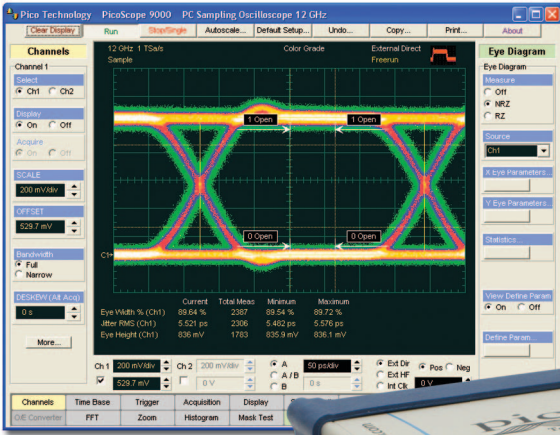 Pico Technology PicoScope 9000 PC Sampling Oscilloscope 12 GHz
Clear Display Run Stop/Single Autoscale... Default Setup... Undo... Copy... Print... About
Channels
Channel 1
Select
Ch1 Ch2
Display
On Off
Acquire
On Off
SCALE
200 mV/div
OFFSET
529.7 mV
Bandwidth
Full
Narrow
DESKEW (All Acq)
0 s
More...
12 GHz 1 TSa/s Color Grade External Direct
Sample Freerun
1 Open 1 Open
0 Open 0 Open
C1
Current Total Meas Minimum Maximum
Eye Width % (Ch1) 89.64 % 2387 89.54 % 89.72 %
Jitter RMS (Ch1) 5.521 ps 2306 5.482 ps 5.576 ps
Eye Height (Ch1) 836 mV 1783 835.9 mV 836.1 mV
Eye Diagram
Eye Diagram
Measure
Off
NRZ
RZ
Source
Ch1
X Eye Parameters...
Y Eye Parameters...
Statistics...
View Define Param
On Off
Define Param...
Ch 1 200 mV/div Ch 2 200 mV/div A 50 ps/div Ext Dir Pos Neg
A / B Ext HF
529.7 mV 0 V B 0 s Int Clk 0 V
Channels Time Base Trigger Acquisition Display
O/E Converter FFT Zoom Histogram Mask Test